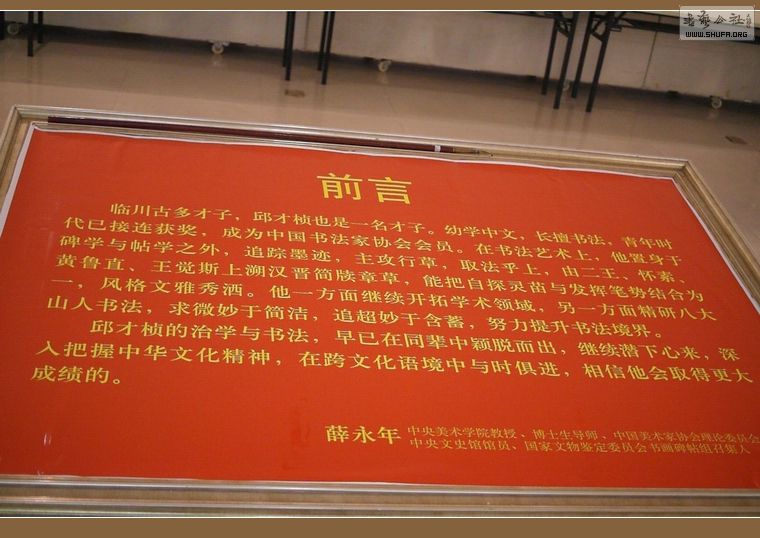 书法公社
WWW.SHUFA.ORG
前言
临川古多才子，邱才桢也是一名才子。幼学中文，长擅书法，青年时
代已接连获奖，成为中国书法家协会会员。在书法艺术上，他置身于
碑学与帖学之外，追踪墨迹，主攻行草，取法乎上，由二王、怀素、
黄鲁直、王觉斯上溯汉晋简牍章草，能把自探灵苗与发挥笔势结合为
一，风格文雅秀洒。他一方面继续开拓学术领域，另一方面精研八大
山人书法，求微妙于简洁，追超妙于含蓄，努力提升书法境界。
邱才桢的治学与书法，早已在同辈中颖脱而出，继续潜下心来，深
入把握中华文化精神，在跨文化语境中与时俱进，相信他会取得更大
成绩的。
薛永年 中央美术学院教授、博士生导师、中国美术家协会理论委员会
中央文史馆馆员、国家文物鉴定委员会书画碑帖组召集人